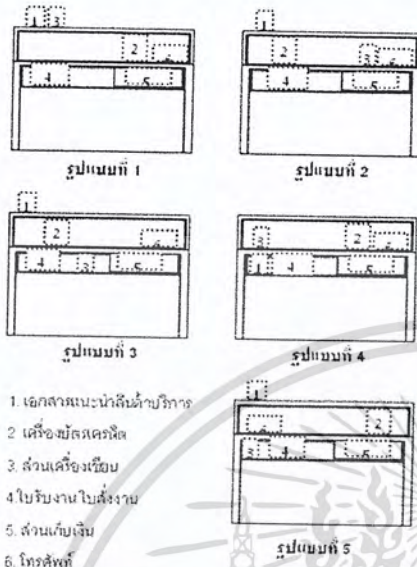 1 3
2 6
4 5
รูปแบบที่ 1
1
2 3 6
4 5
รูปแบบที่ 2
1
2 6
4 3 5
รูปแบบที่ 3
3 2 6
1 4 5
รูปแบบที่ 4
1. เอกสารแนะนำสินค้าบริการ
2 เครื่องบัตรเครดิต
3. ส่วนเครื่องเขียน
4 ใบรับงาน ใบสั่งงาน
5. ส่วนเก็บเงิน
6. โทรศัพท์
1
6 2
3 4 5
รูปแบบที่ 5